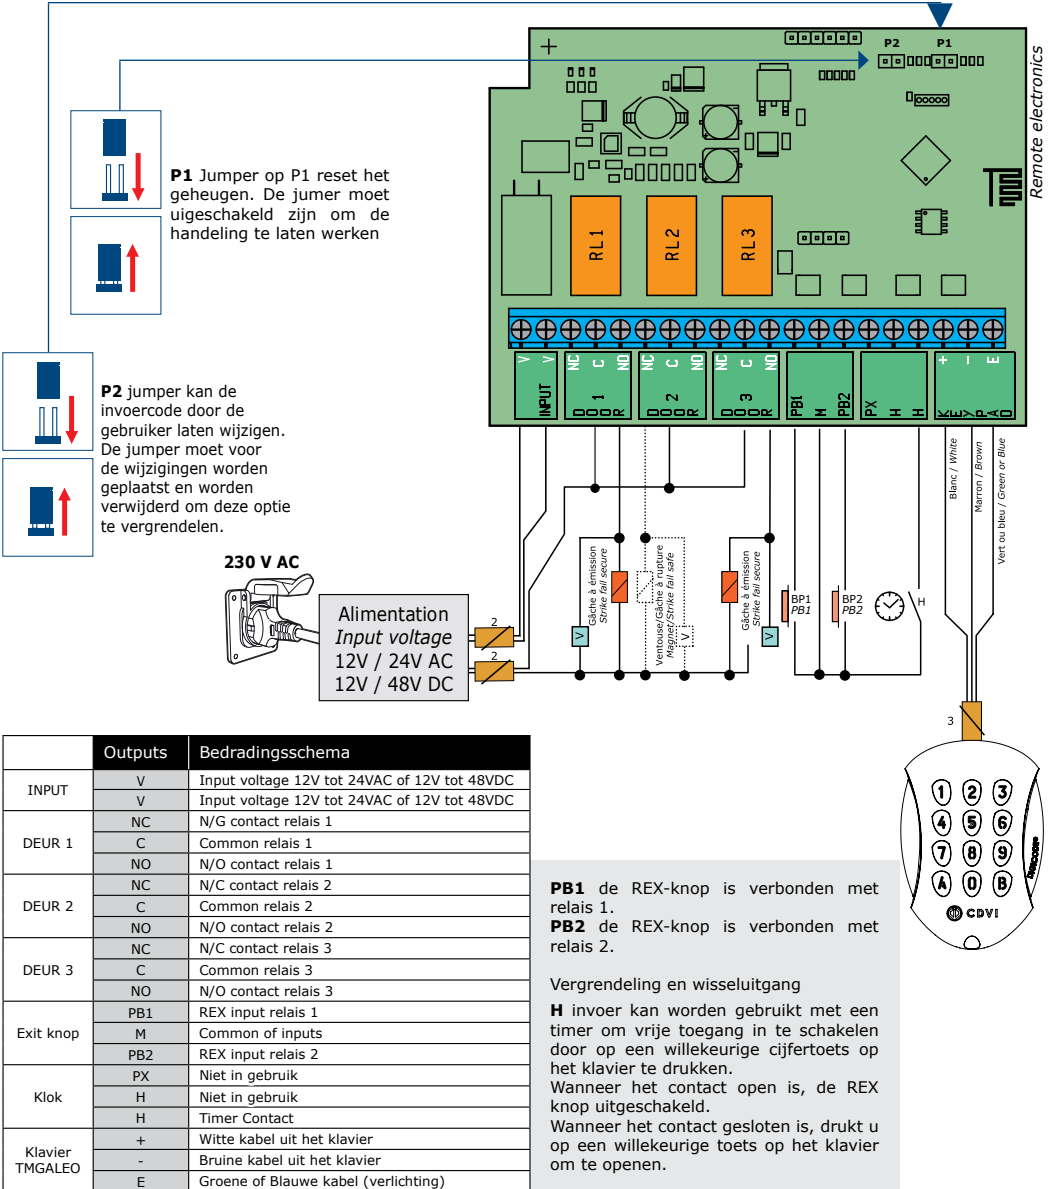 P2 P1
Remote electronics
P1 Jumper op P1 reset het
geheugen. De jumer moet
uigeschakeld zijn om de
handeling te laten werken
RL1 RL2 RL3
V V NC C NO NC C NO NC C NO PB1 M PB2 PX H H + - E
INPUT DOOR 1 DOOR 2 DOOR 3 KEYPAD
P2 jumper kan de
invoercode door de
gebruiker laten wijzigen.
De jumper moet voor
de wijzigingen worden
geplaatst en worden
verwijderd om deze optie
te vergrendelen.
Blanc / White
Marron / Brown
Vert ou bleu / Green or Blue
230 V AC
Alimentation
Input voltage
12V / 24V AC
12V / 48V DC
2
2
Gâche à émission
Strike fail secure
V
Ventouse/Gâche à rupture
Magnet/Strike fail safe
V
Gâche à émission
Strike fail secure
V
BP1
PB1
BP2
PB2
H
3
1 2 3
4 5 6
7 8 9
A 0 B
DIGICODE®
CDVI
Outputs Bedradingsschema
INPUT V Input voltage 12V tot 24VAC of 12V tot 48VDC
V Input voltage 12V tot 24VAC of 12V tot 48VDC
DEUR 1 NC N/G contact relais 1
C Common relais 1
NO N/O contact relais 1
DEUR 2 NC N/C contact relais 2
C Common relais 2
NO N/O contact relais 2
DEUR 3 NC N/C contact relais 3
C Common relais 3
NO N/O contact relais 3
Exit knop PB1 REX input relais 1
M Common of inputs
PB2 REX input relais 2
Klok PX Niet in gebruik
H Niet in gebruik
H Timer Contact
Klavier
TMGALEO
+ Witte kabel uit het klavier
- Bruine kabel uit het klavier
E Groene of Blauwe kabel (verlichting)
PB1 de REX-knop is verbonden met
relais 1.
PB2 de REX-knop is verbonden met
relais 2.
Vergrendeling en wisseluitgang
H invoer kan worden gebruikt met een
timer om vrije toegang in te schakelen
door op een willekeurige cijfertoets op
het klavier te drukken.
Wanneer het contact open is, de REX
knop uitgeschakeld.
Wanneer het contact gesloten is, drukt u
op een willekeurige toets op het klavier
om te openen.